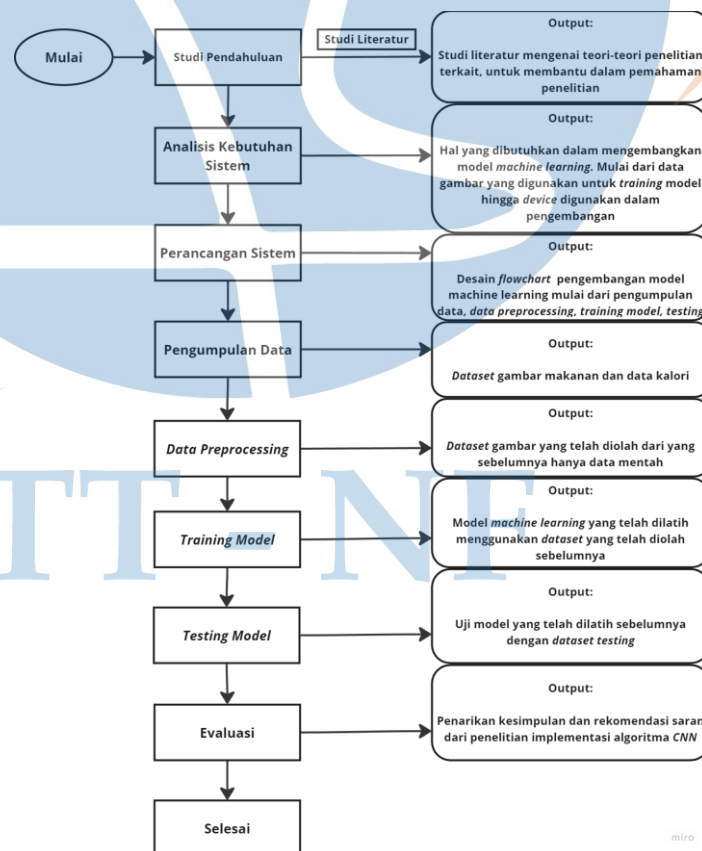 Mulai
Studi Pendahuluan
Studi Literatur
Output:
Studi literatur mengenai teori-teori penelitian
terkait, untuk membantu dalam pemahaman
penelitian
Analisis Kebutuhan
Sistem
Output:
Hal yang dibutuhkan dalam mengembangkan
model machine learning. Mulai dari data
gambar yang digunakan untuk training model
hingga device digunakan dalam
pengembangan
Perancangan Sistem
Output:
Desain flowchart pengembangan model
machine learning mulai dari pengumpulan
data, data preprocessing, training model, testing
Pengumpulan Data
Output:
Dataset gambar makanan dan data kalori
Data Preprocessing
Output:
Dataset gambar yang telah diolah dari yang
sebelumnya hanya data mentah
Training Model
Output:
Model machine learning yang telah dilatih
menggunakan dataset yang telah diolah
sebelumnya
Testing Model
Output:
Uji model yang telah dilatih sebelumnya
dengan dataset testing
Evaluasi
Output:
Penarikan kesimpulan dan rekomendasi saran
dari penelitian implementasi algoritma CNN
Selesai
TT - NF
miro